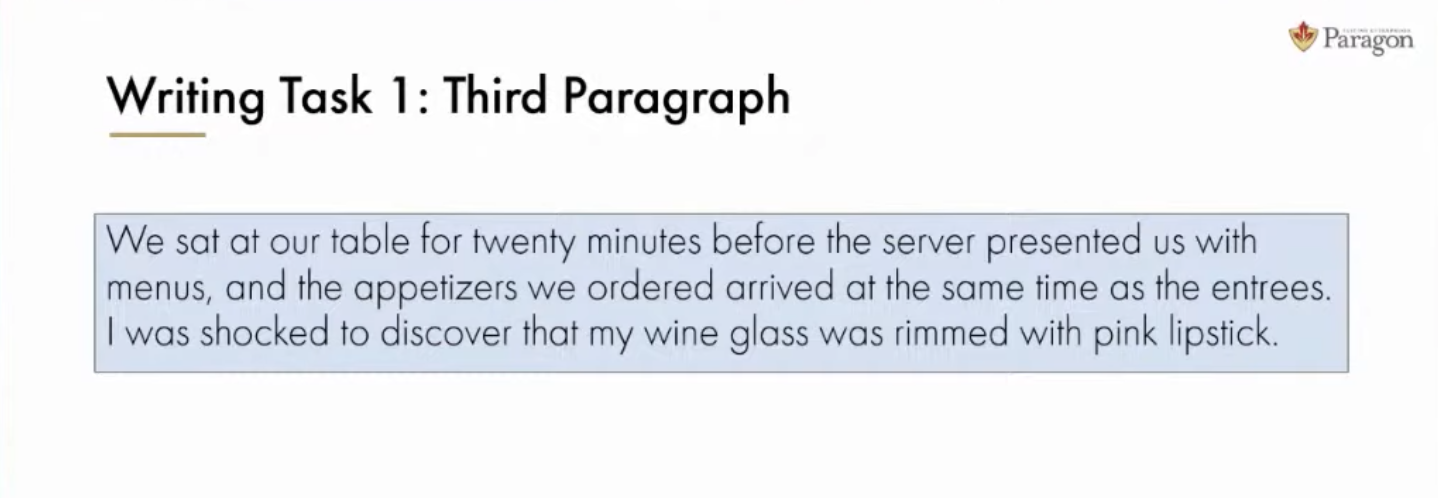 Paragon
Writing Task 1: Third Paragraph
We sat at our table for twenty minutes before the server presented us with
menus, and the appetizers we ordered arrived at the same time as the entrees.
I was shocked to discover that my wine glass was rimmed with pink lipstick.